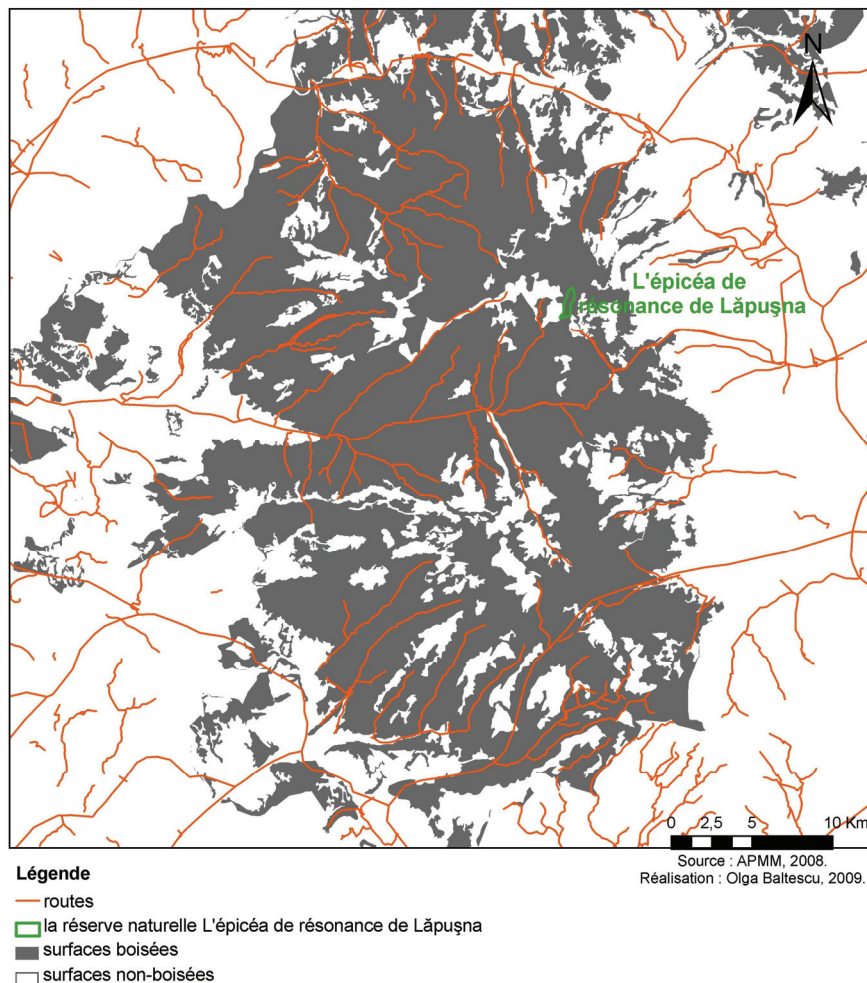 N
L'épicéa de
résonance de Lăpuşna
0 2,5 5 10 Km
Source : APMM, 2008.
Réalisation : Olga Baltescu, 2009.
Légende
routes
la réserve naturelle L'épicéa de résonance de Lăpuşna
surfaces boisées
surfaces non-boisées